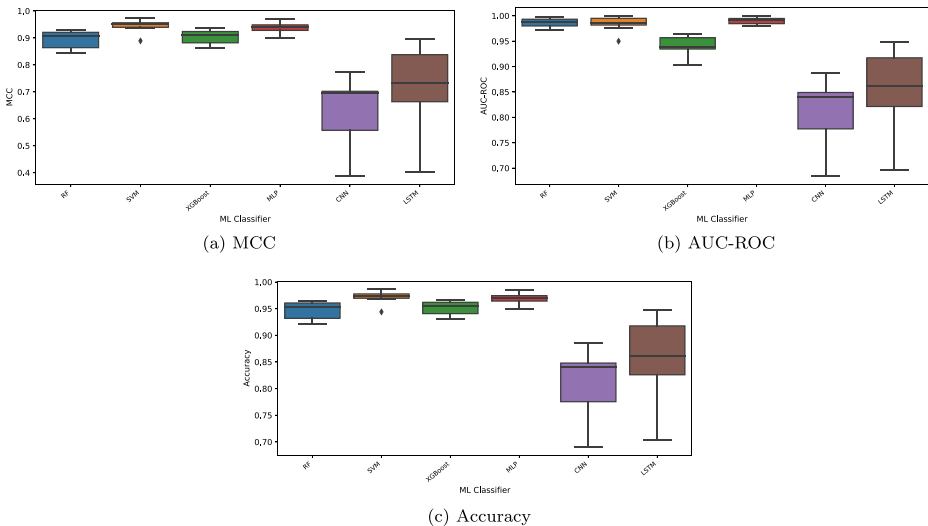 1,0
0,9
0,8
0,7
0,6
0,5
0,4
MCC
RF
SVM
XGBoost
MLP
CNN
LSTM
ML Classifier
(a) MCC
1,00
0,95
0,90
0,85
0,80
0,75
0,70
AUC-ROC
RF
SVM
XGBoost
MLP
CNN
LSTM
ML Classifier
(b) AUC-ROC
1,00
0,95
0,90
0,85
0,80
0,75
0,70
Accuracy
RF
SVM
XGBoost
MLP
CNN
LSTM
ML Classifier
(c) Accuracy